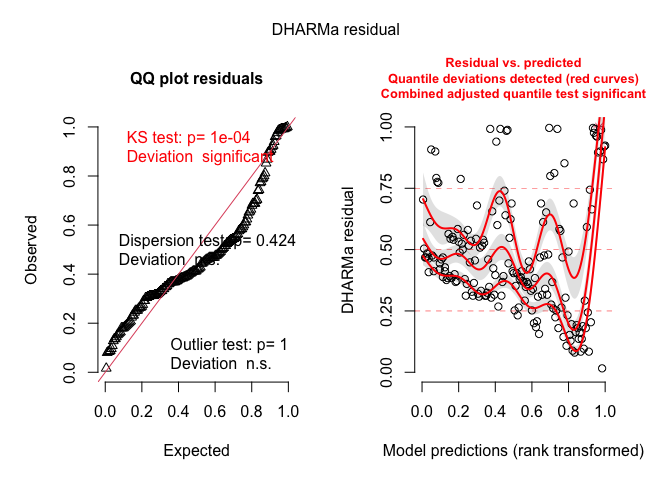 DHARMa residual
QQ plot residuals
KS test: p= 1e-04
Deviation significant
Dispersion test: p= 0.424
Deviation n.s.
Outlier test: p= 1
Deviation n.s.
Observed
1.0
0.8
0.6
0.4
0.2
0.0
0.0 0.2 0.4 0.6 0.8 1.0
Expected
Residual vs. predicted
Quantile deviations detected (red curves)
Combined adjusted quantile test significant
DHARMa residual
1.00
0.75
0.50
0.25
0.00
0.0 0.2 0.4 0.6 0.8 1.0
Model predictions (rank transformed)